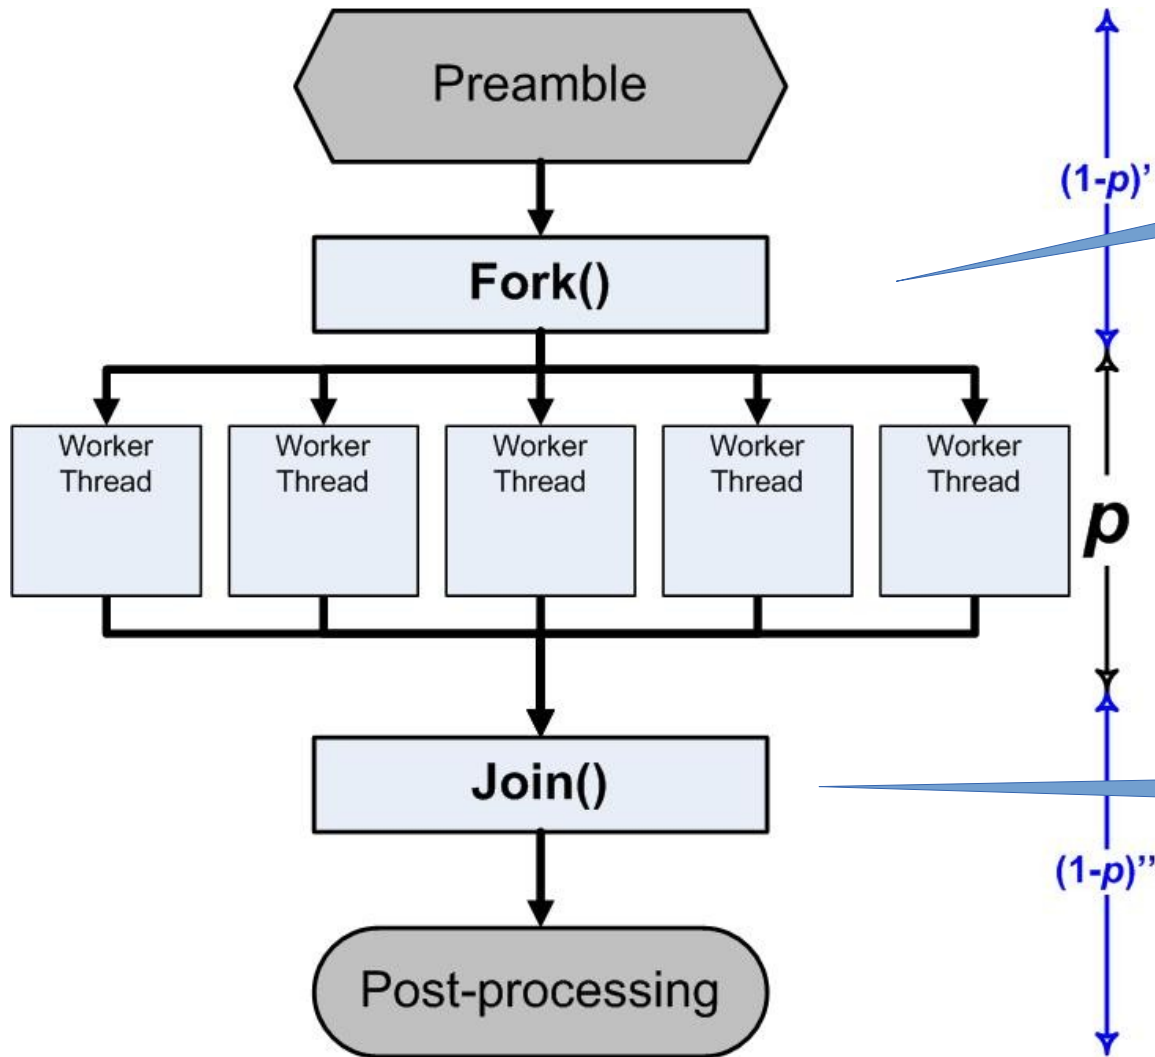 Preamble
(1-p)'
Fork()
Worker
Thread
Worker
Thread
Worker
Thread
Worker
Thread
Worker
Thread
p
Join()
(1-p)''
Post-processing